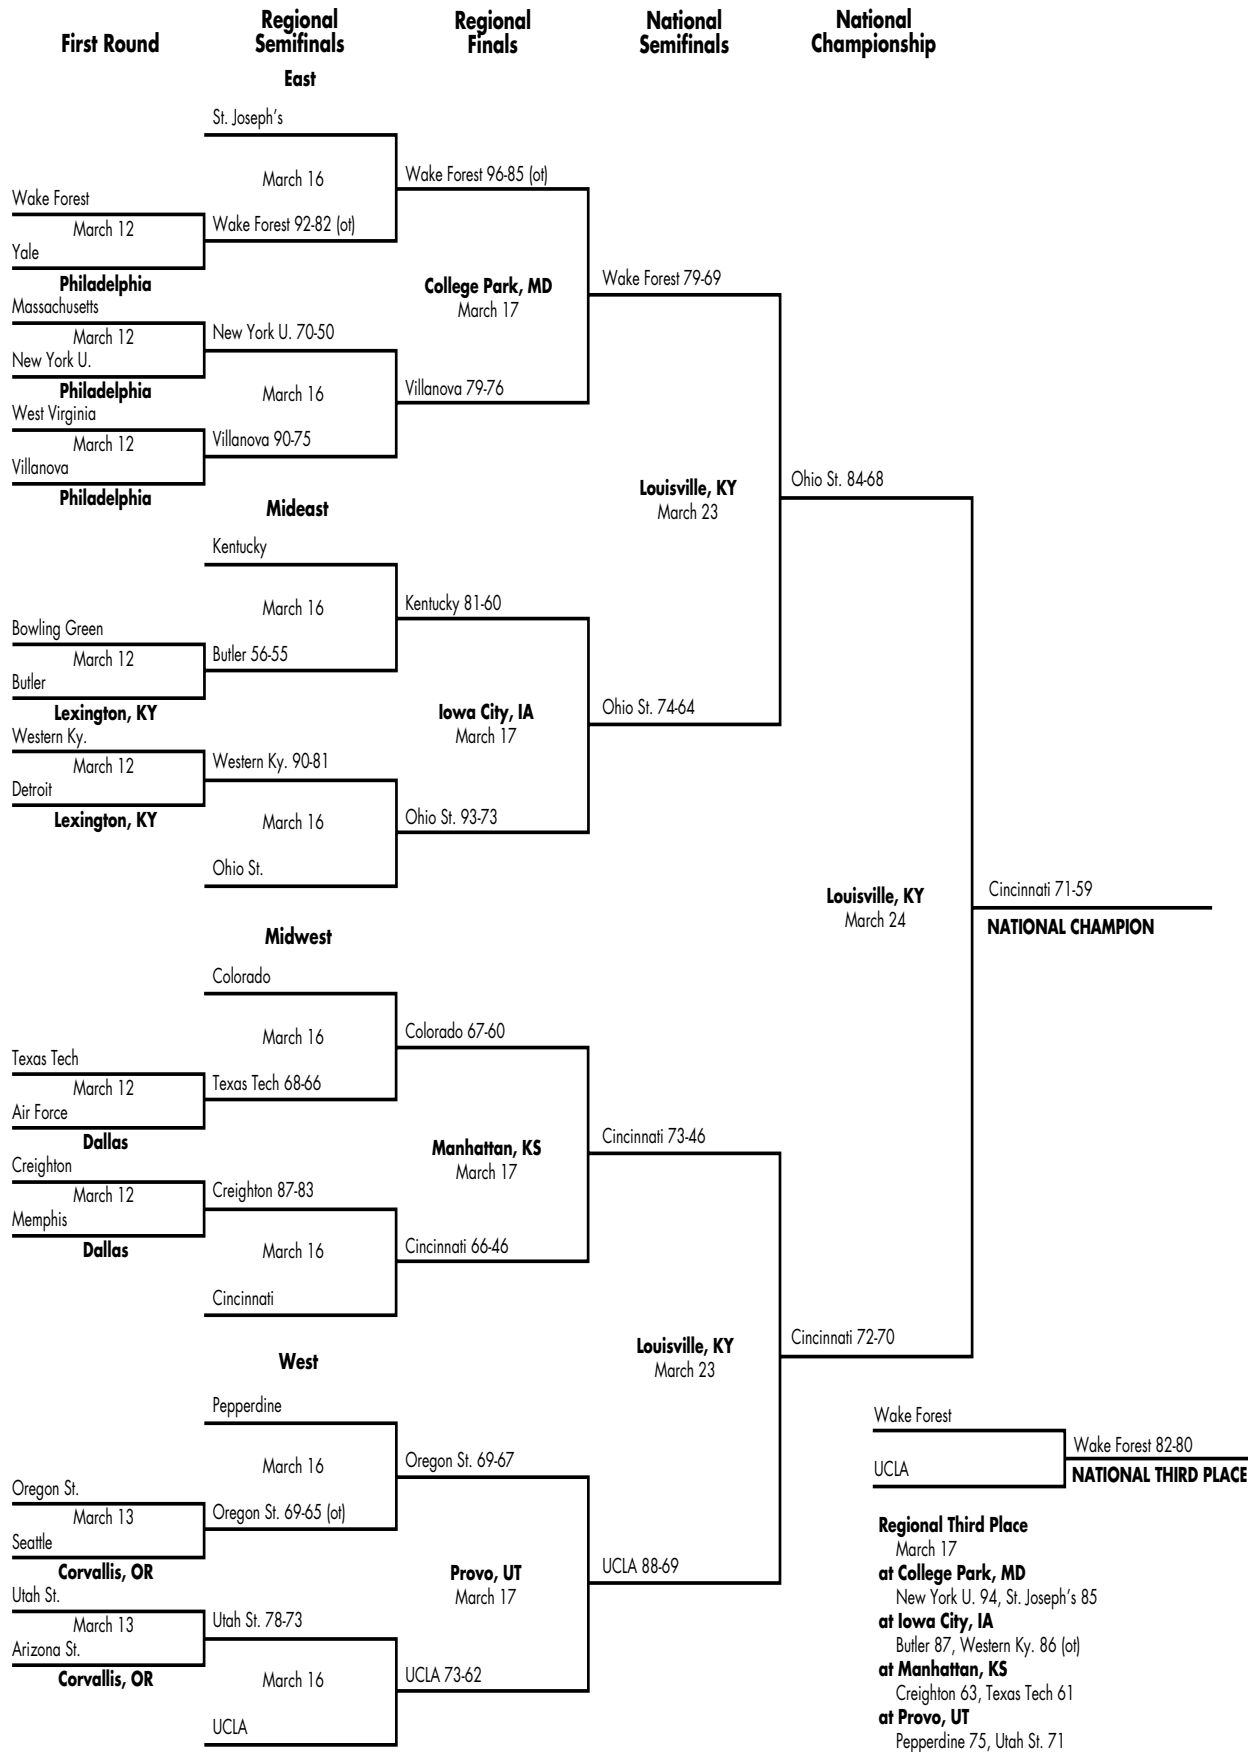 First Round
Regional
Semifinals
Regional
Finals
National
Semifinals
National
Championship
East
St. Joseph's
March 16
Wake Forest 96-85 (ot)
Wake Forest
March 12
Wake Forest 92-82 (ot)
Yale
Philadelphia
College Park, MD
March 17
Wake Forest 79-69
Massachusetts
March 12
New York U. 70-50
New York U.
Philadelphia
March 16
Villanova 79-76
West Virginia
March 12
Villanova 90-75
Villanova
Philadelphia
Louisville, KY
March 23
Ohio St. 84-68
Mideast
Kentucky
March 16
Kentucky 81-60
Bowling Green
March 12
Butler 56-55
Butler
Lexington, KY
Iowa City, IA
March 17
Ohio St. 74-64
Western Ky.
March 12
Western Ky. 90-81
Detroit
Lexington, KY
March 16
Ohio St. 93-73
Ohio St.
Louisville, KY
March 24
Cincinnati 71-59
NATIONAL CHAMPION
Midwest
Colorado
March 16
Colorado 67-60
Texas Tech
March 12
Texas Tech 68-66
Air Force
Dallas
Manhattan, KS
March 17
Cincinnati 73-46
Creighton
March 12
Creighton 87-83
Memphis
Dallas
March 16
Cincinnati 66-46
Cincinnati
Louisville, KY
March 23
Cincinnati 72-70
West
Pepperdine
March 16
Oregon St. 69-67
Oregon St.
March 13
Oregon St. 69-65 (ot)
Seattle
Corvallis, OR
Provo, UT
March 17
UCLA 88-69
Utah St.
March 13
Utah St. 78-73
Arizona St.
Corvallis, OR
March 16
UCLA 73-62
UCLA
Wake Forest
Wake Forest 82-80
UCLA
NATIONAL THIRD PLACE
Regional Third Place
March 17
at College Park, MD
New York U. 94, St. Joseph's 85
at Iowa City, IA
Butler 87, Western Ky. 86 (ot)
at Manhattan, KS
Creighton 63, Texas Tech 61
at Provo, UT
Pepperdine 75, Utah St. 71